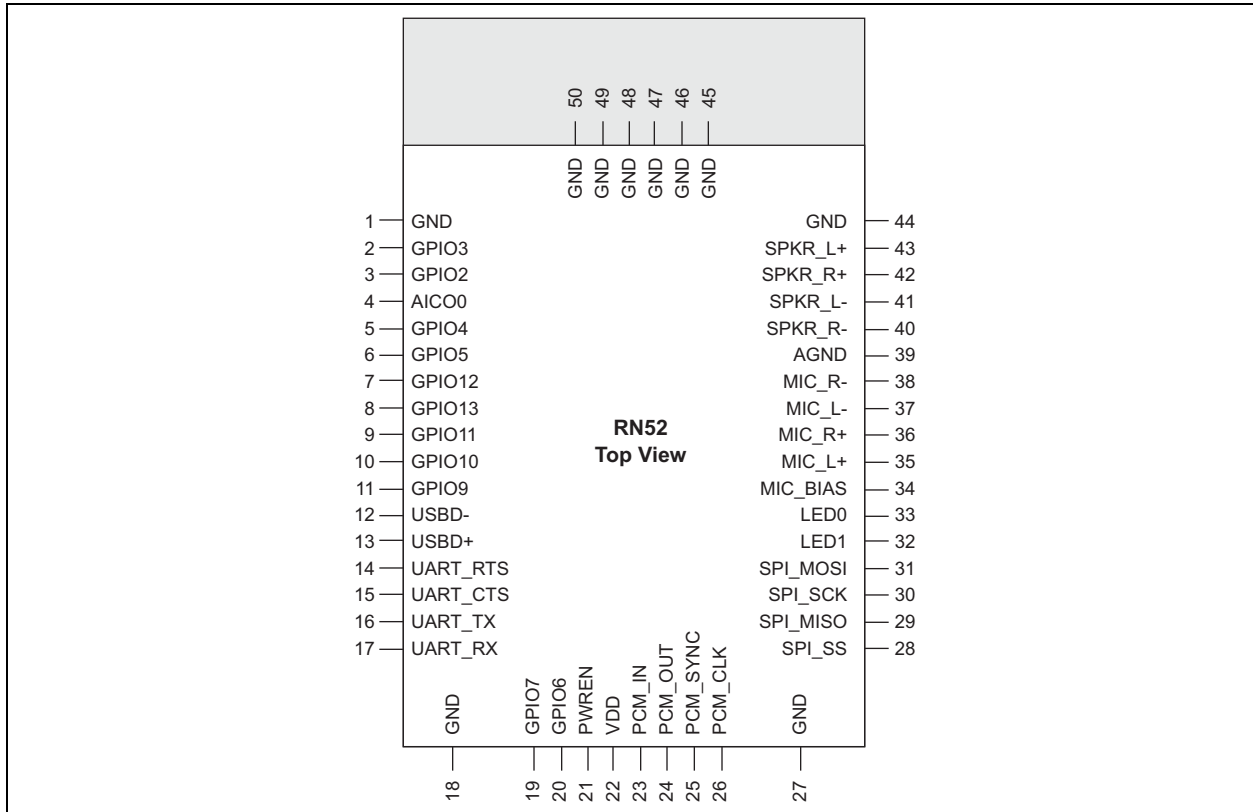 50 49 48 47 46 45
GND GND GND GND GND GND
1 GND
2 GPIO3
3 GPIO2
4 AICO0
5 GPIO4
6 GPIO5
7 GPIO12
8 GPIO13
9 GPIO11
10 GPIO10
11 GPIO9
12 USBD-
13 USBD+
14 UART_RTS
15 UART_CTS
16 UART_TX
17 UART_RX
RN52
Top View
GND 44
SPKR_L+ 43
SPKR_R+ 42
SPKR_L- 41
SPKR_R- 40
AGND 39
MIC_R- 38
MIC_L- 37
MIC_R+ 36
MIC_L+ 35
MIC_BIAS 34
LED0 33
LED1 32
SPI_MOSI 31
SPI_SCK 30
SPI_MISO 29
SPI_SS 28
GND GPIO7 GPIO6 PWREN VDD PCM_IN PCM_OUT PCM_SYNC PCM_CLK GND
18 19 20 21 22 23 24 25 26 27